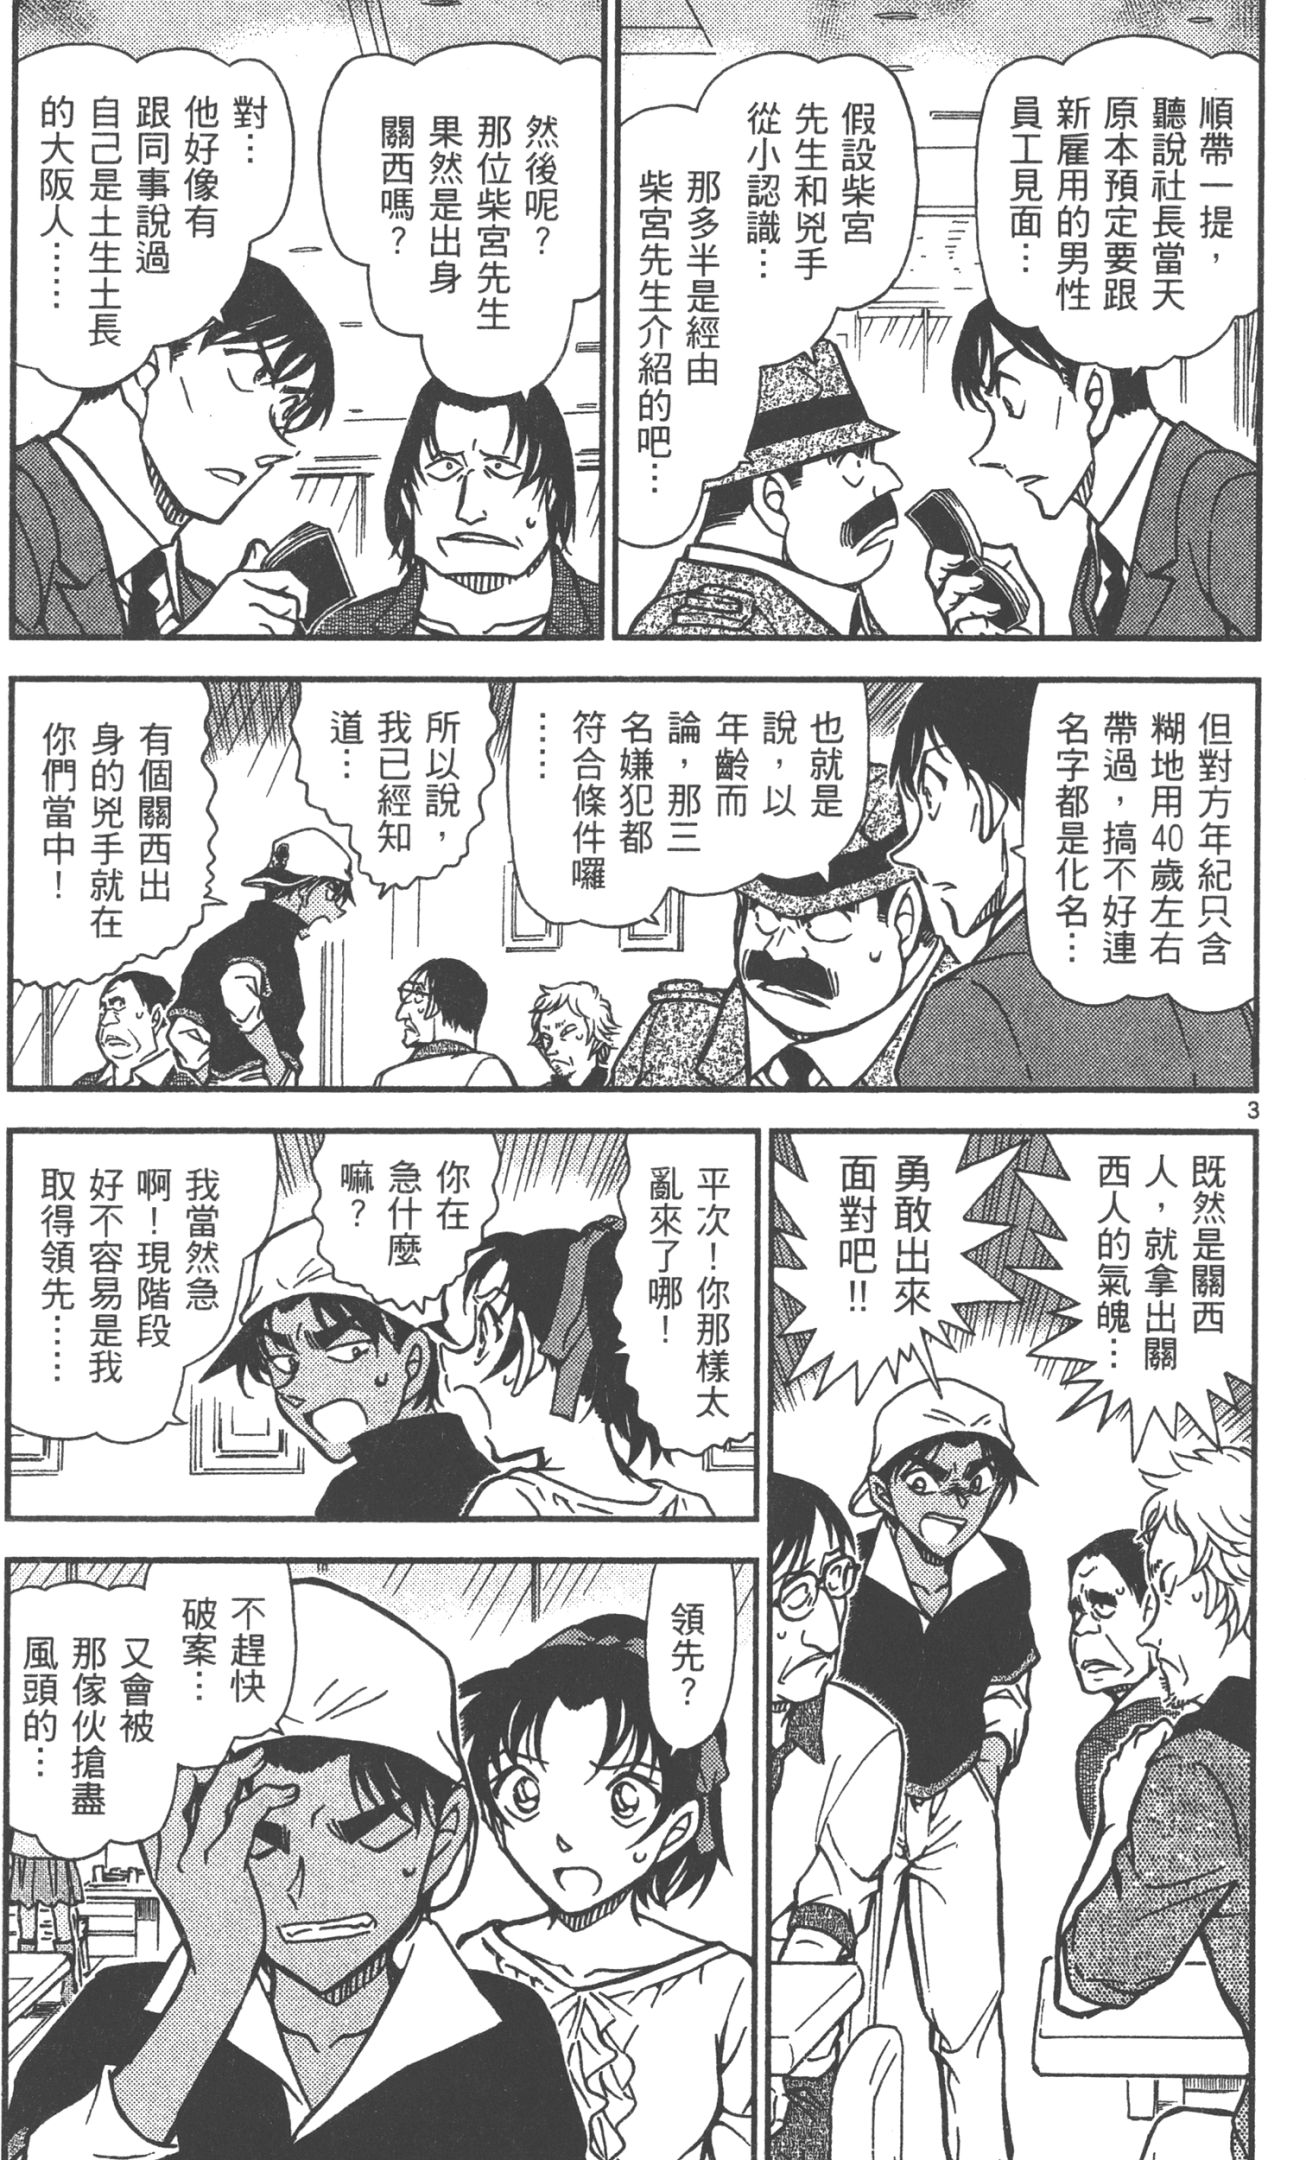 順帶一提，
聽說社長當天
原本預定要跟
新雇用的男性
員工見面…
假設柴宮
先生和兇手
從小認識…
那多半是經由
柴宮先生介紹的吧…
然後呢？
那位柴宮先生
果然是出身
關西嗎？
對…
他好像有
跟同事說過
自己是土生土長
的大阪人……
但對方年紀只含
糊地用40歲左右
帶過，搞不好連
名字都是化名…
也就是
說，以
年齡而
論，那三
名嫌犯都
符合條件囉
……
所以說，
我已經知
道…
有個關西出
身的兇手就在
你們當中！
3
既然是關西
人，就拿出關
西人的氣魄…
勇敢出來
面對吧!!
平次！你那樣太
亂來了哪！
你在
急什麼
嘛？
我當然急
啊！現階段
好不容易是我
取得領先……
領先？
不趕快
破案…
又會被
那傢伙搶盡
風頭的…